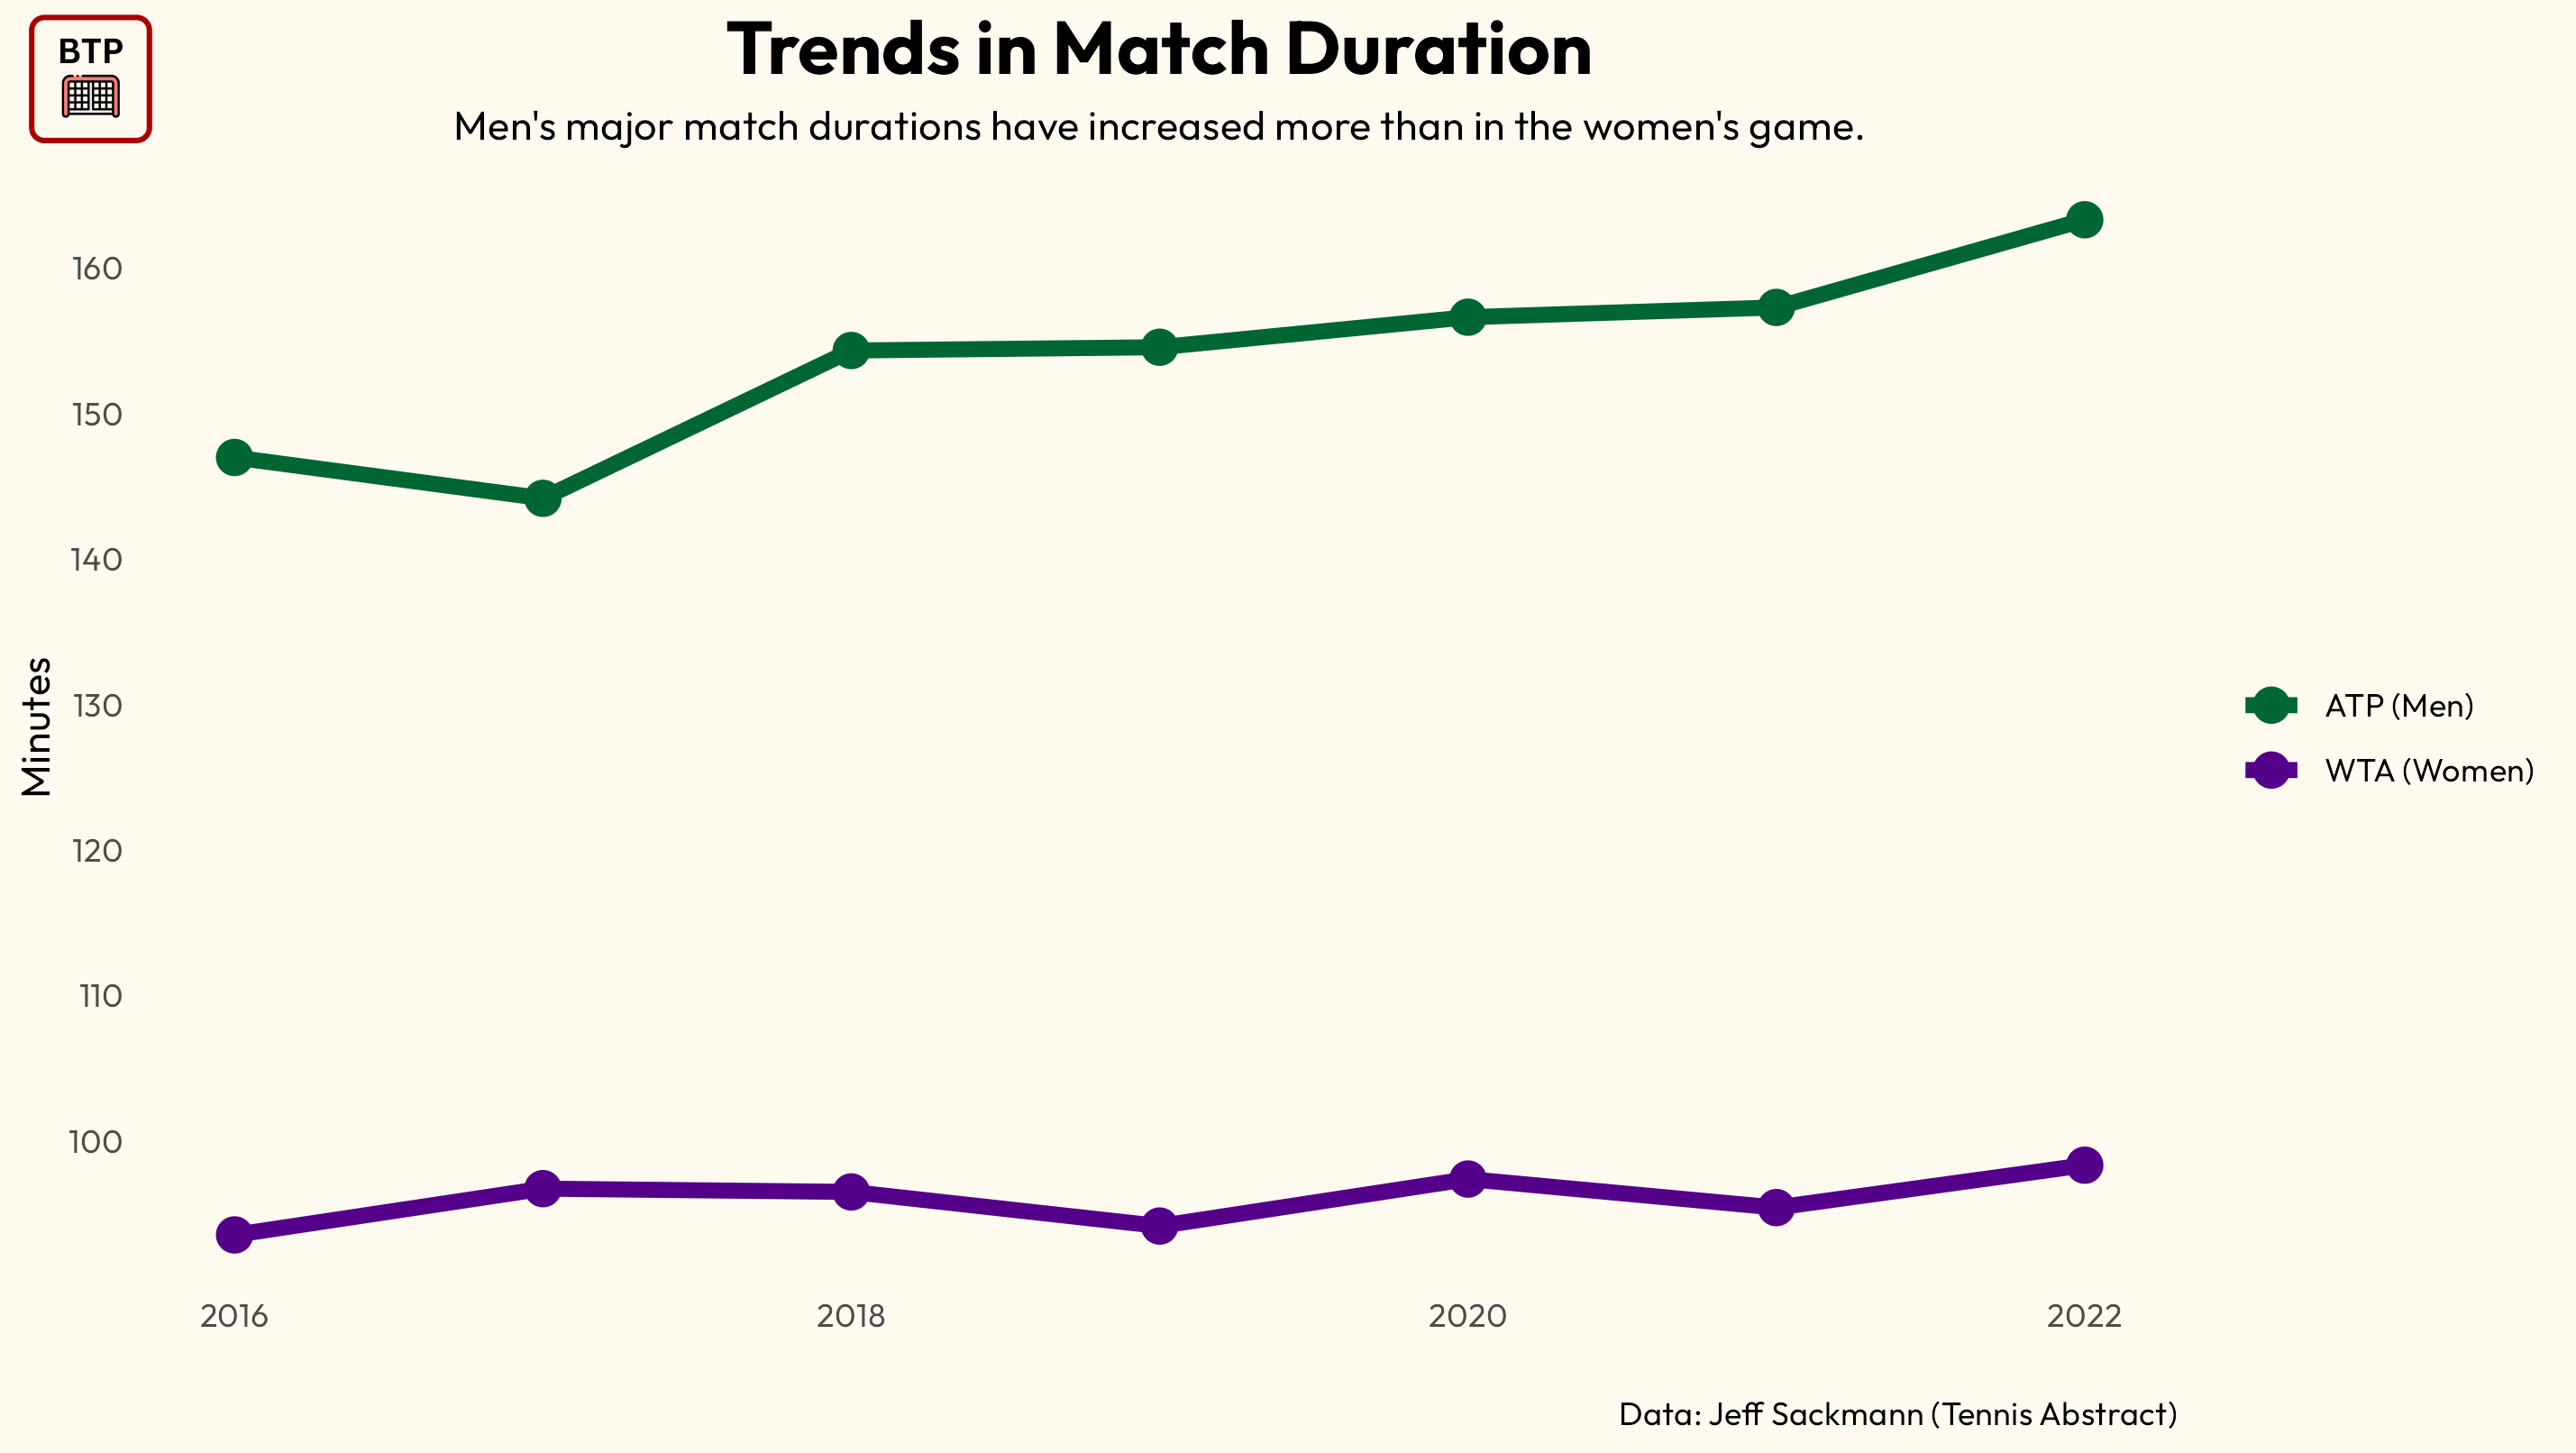 BTP
Trends in Match Duration
Men's major match durations have increased more than in the women's game.
160
150
140
130
120
110
100
Minutes
ATP (Men)
WTA (Women)
2016 2018 2020 2022
Data: Jeff Sackmann (Tennis Abstract)